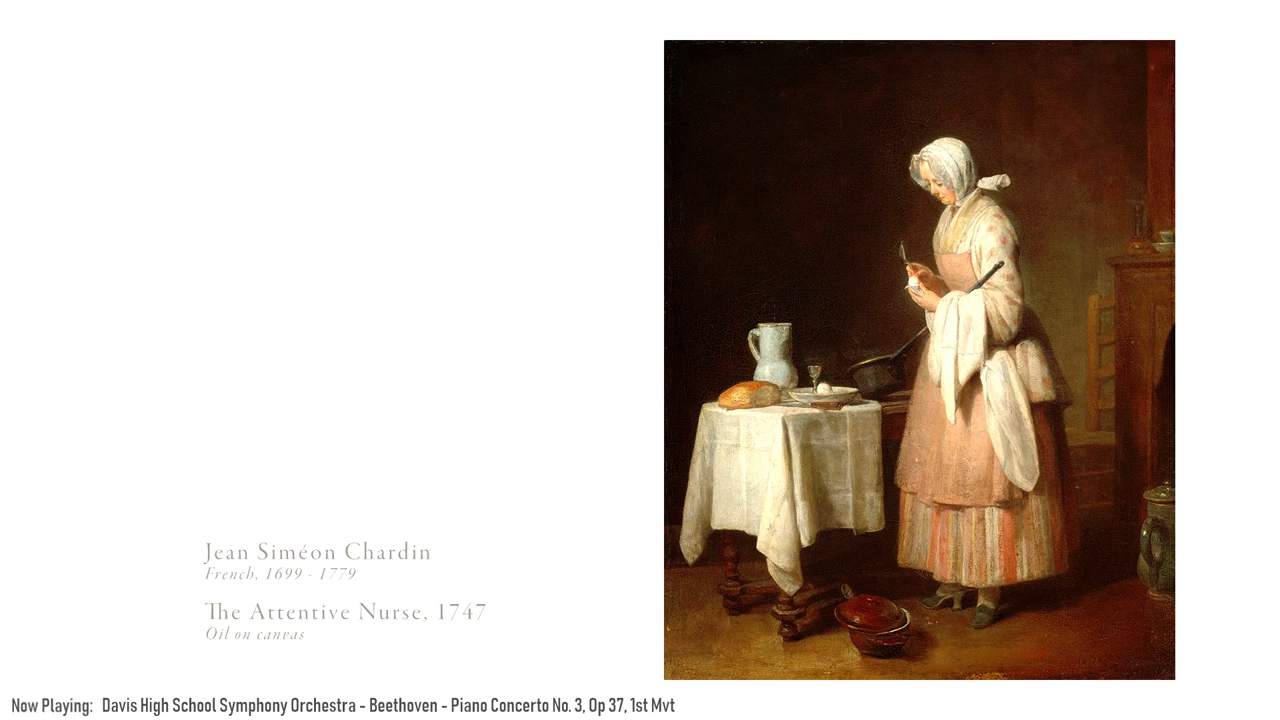 Jean Siméon Chardin
French, 1699 - 1779
The Attentive Nurse, 1747
Oil on canvas
Now Playing: Davis High School Symphony Orchestra - Beethoven - Piano Concerto No. 3, Op 37, 1st Mvt